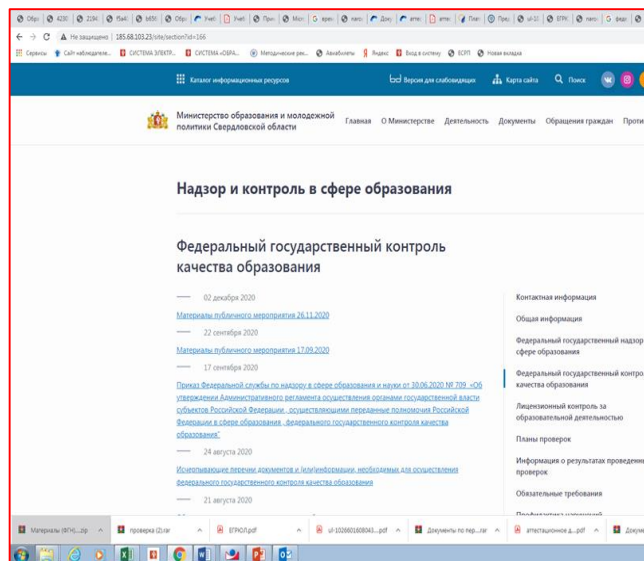 Не защищено | 185.68.103.23/site/section?id=166
Сервисы
Сайт наблюдателе...
СИСТЕМА ЭЛЕКТР...
СИСТЕМА «ОБРА...
Методические рек...
Авиабилеты
Яндекс
Вход в систему
ФСРП
Новая вкладка
Каталог информационных ресурсов
Версия для слабовидящих
Карта сайта
Поиск
Министерство образования и молодежной
политики Свердловской области
Главная
О Министерстве
Деятельность
Документы
Обращения граждан
Проти
Надзор и контроль в сфере образования
Федеральный государственный контроль
качества образования
02 декабря 2020
Материалы публичного мероприятия 26.11.2020
22 сентября 2020
Материалы публичного мероприятия 17.09.2020
17 сентября 2020
Приказ Федеральной службы по надзору в сфере образования и науки от 30.06.2020 № 709 «Об
утверждении Административного регламента осуществления органами государственной власти
субъектов Российской Федерации , осуществляющими переданные полномочия Российской
Федерации в сфере образования , федерального государственного контроля качества
образования"
24 августа 2020
Исчерпывающие перечни документов и (или)информации, необходимых для осуществления
федерального государственного контроля качества образования
21 августа 2020
Контактная информация
Общая информация
Федеральный государственный надзор
сфере образования
Федеральный государственный контро
качества образования
Лицензионный контроль за
образовательной деятельностью
Планы проверок
Информация о результатах проведенны
проверок
Обязательные требования
Материалы (ФГН)....zip
проверка (2).rar
ЕГРЮЛ.pdf
ul-1026601608043....pdf
Документы по пер....rar
аттестационное д...pdf
Докуме